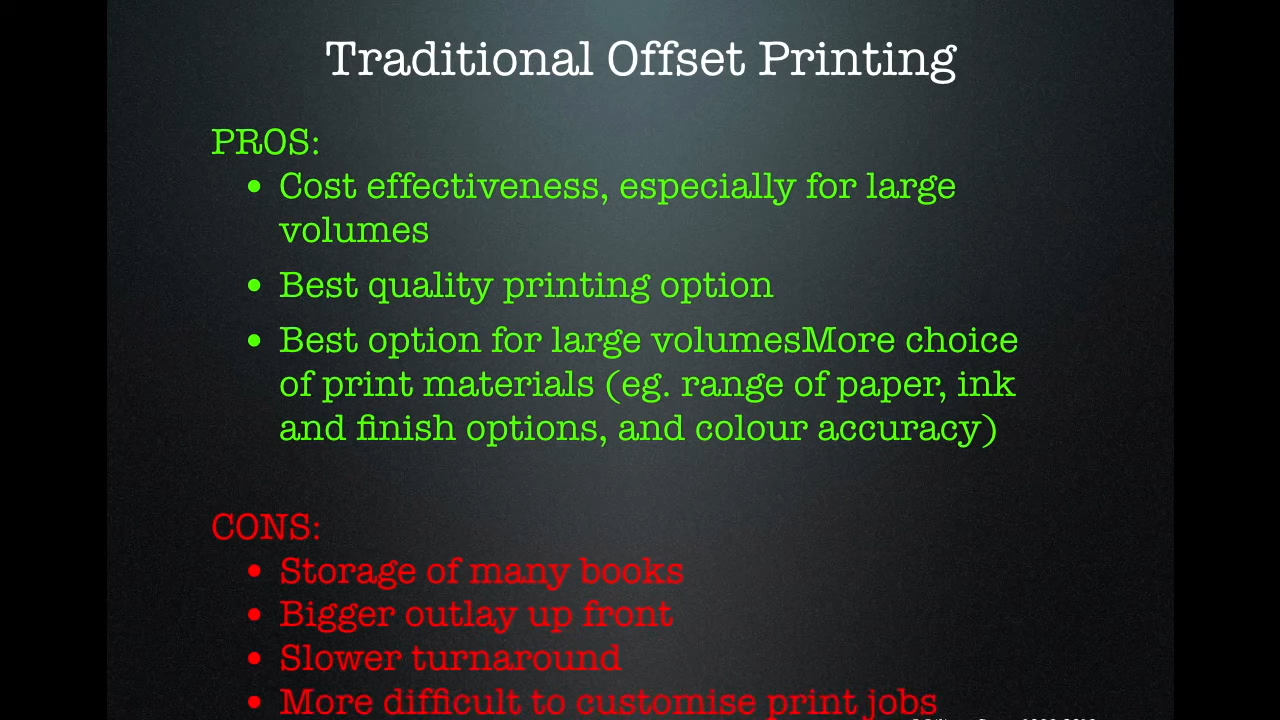 Traditional Offset Printing
PROS:
• Cost effectiveness, especially for large
volumes
• Best quality printing option
• Best option for large volumesMore choice
of print materials (eg. range of paper, ink
and finish options, and colour accuracy)
CONS:
• Storage of many books
• Bigger outlay up front
• Slower turnaround
• More difficult to customise print jobs